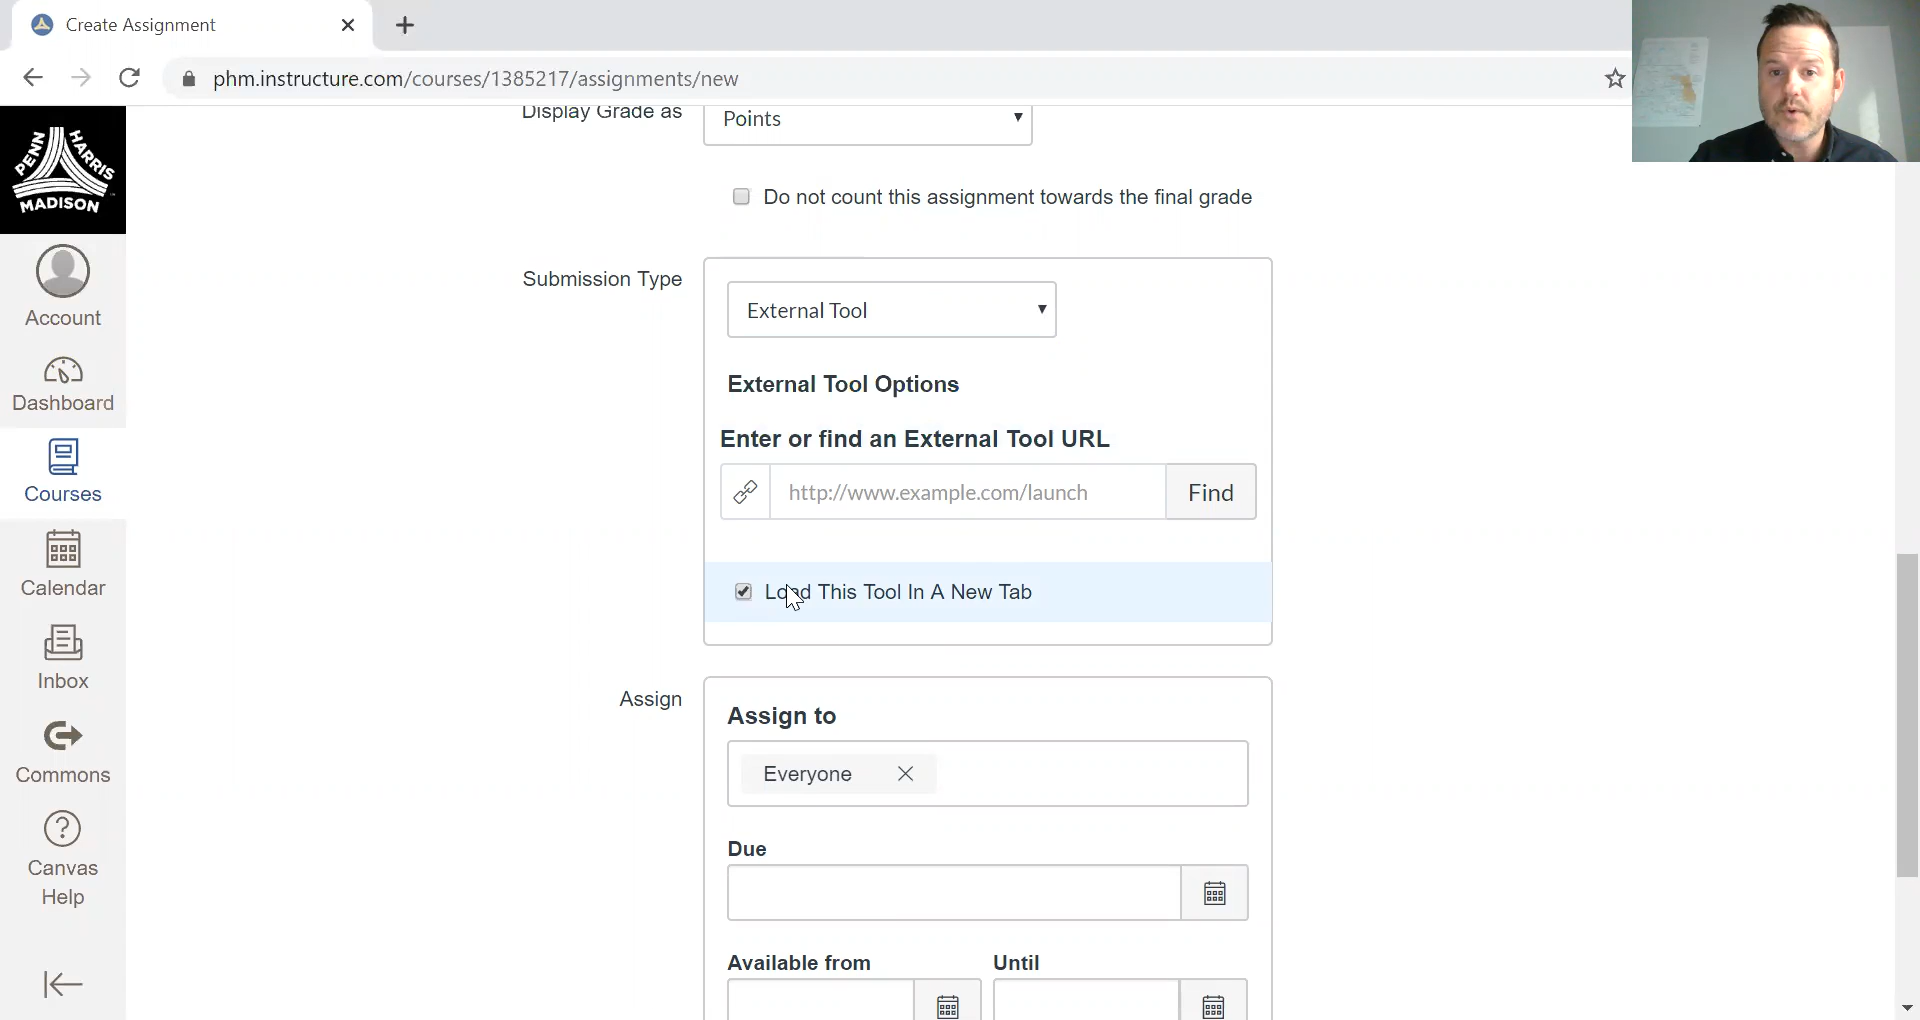 Create Assignment
phm.instructure.com/courses/1385217/assignments/new
PENN HARRIS MADISON
Account
Dashboard
Courses
Calendar
Inbox
Commons
Canvas
Help
Display Grade as
Points
Do not count this assignment towards the final grade
Submission Type
External Tool
External Tool Options
Enter or find an External Tool URL
http://www.example.com/launch
Find
Load This Tool In A New Tab
Assign
Assign to
Everyone
Due
Available from
Until